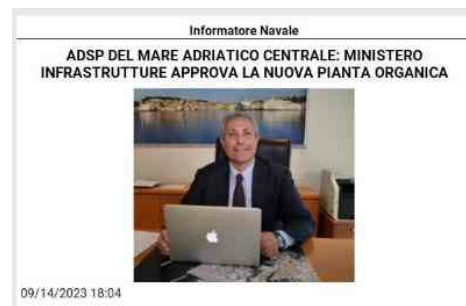 Informatore Navale
ADSP DEL MARE ADRIATICO CENTRALE: MINISTERO
INFRASTRUTTURE APPROVA LA NUOVA PIANTA ORGANICA
09/14/2023 18:04